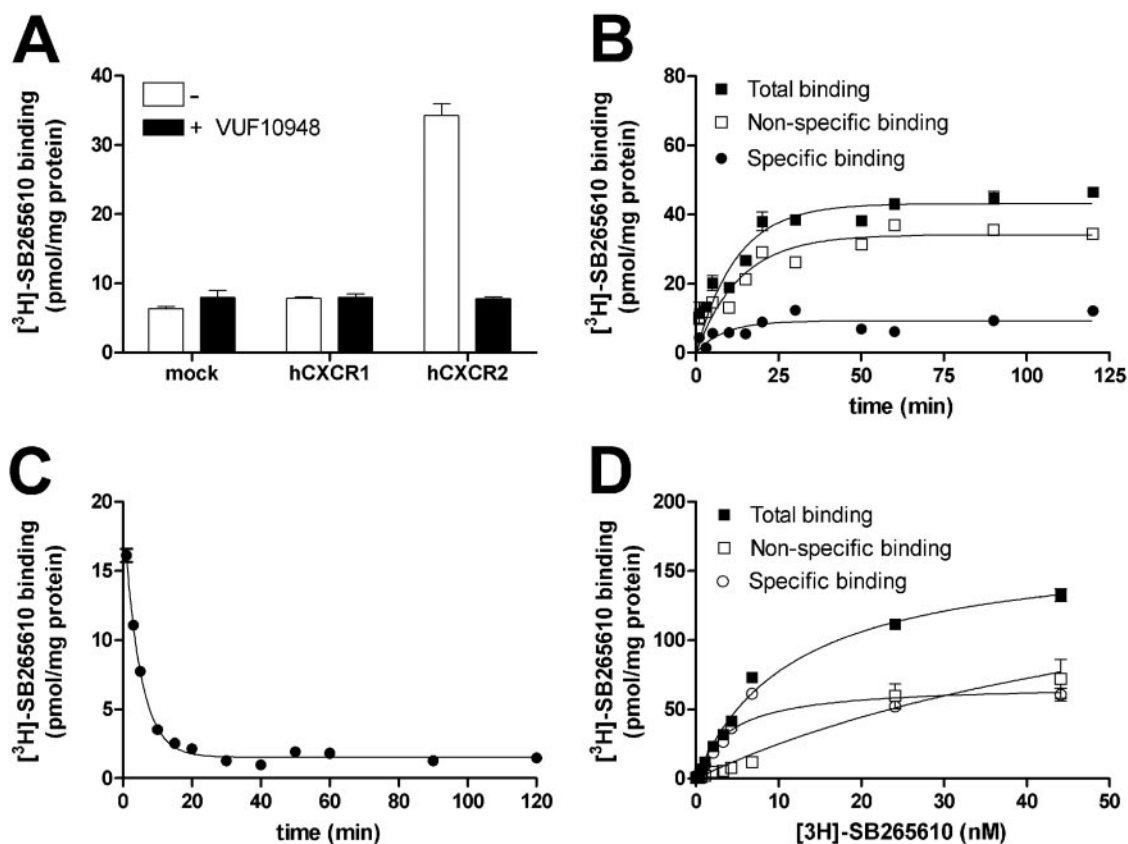 A
[³H]-SB265610 binding
(pmol/mg protein)
40
30
20
10
0
-
+ VUF10948
mock
hCXCR1
hCXCR2
B
[³H]-SB265610 binding
(pmol/mg protein)
80
60
40
20
0
Total binding
Non-specific binding
Specific binding
0
25
50
75
100
125
time (min)
C
[³H]-SB265610 binding
(pmol/mg protein)
20
15
10
5
0
0
20
40
60
80
100
120
time (min)
D
[³H]-SB265610 binding
(pmol/mg protein)
200
150
100
50
0
Total binding
Non-specific binding
Specific binding
0
10
20
30
40
50
[3H]-SB265610 (nM)